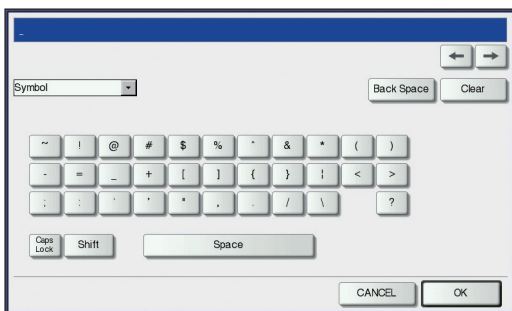 _
Symbol
Back Space Clear
~ ! @ # $ % ^ & * ( )
- = _ + [ ] { } ¦ < >
; : ' " , . / \ ?
Caps Lock Shift Space
CANCEL OK